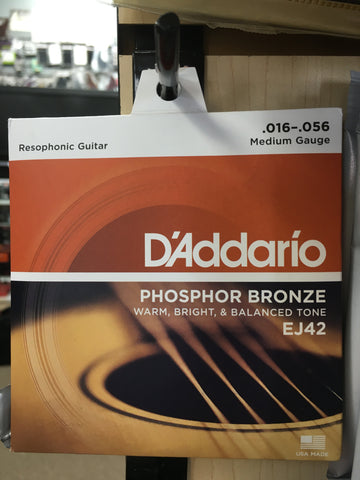 .016–.056
Resophonic Guitar Medium Gauge
D'Addario
PHOSPHOR BRONZE
WARM, BRIGHT, & BALANCED TONE
EJ42
USA MADE